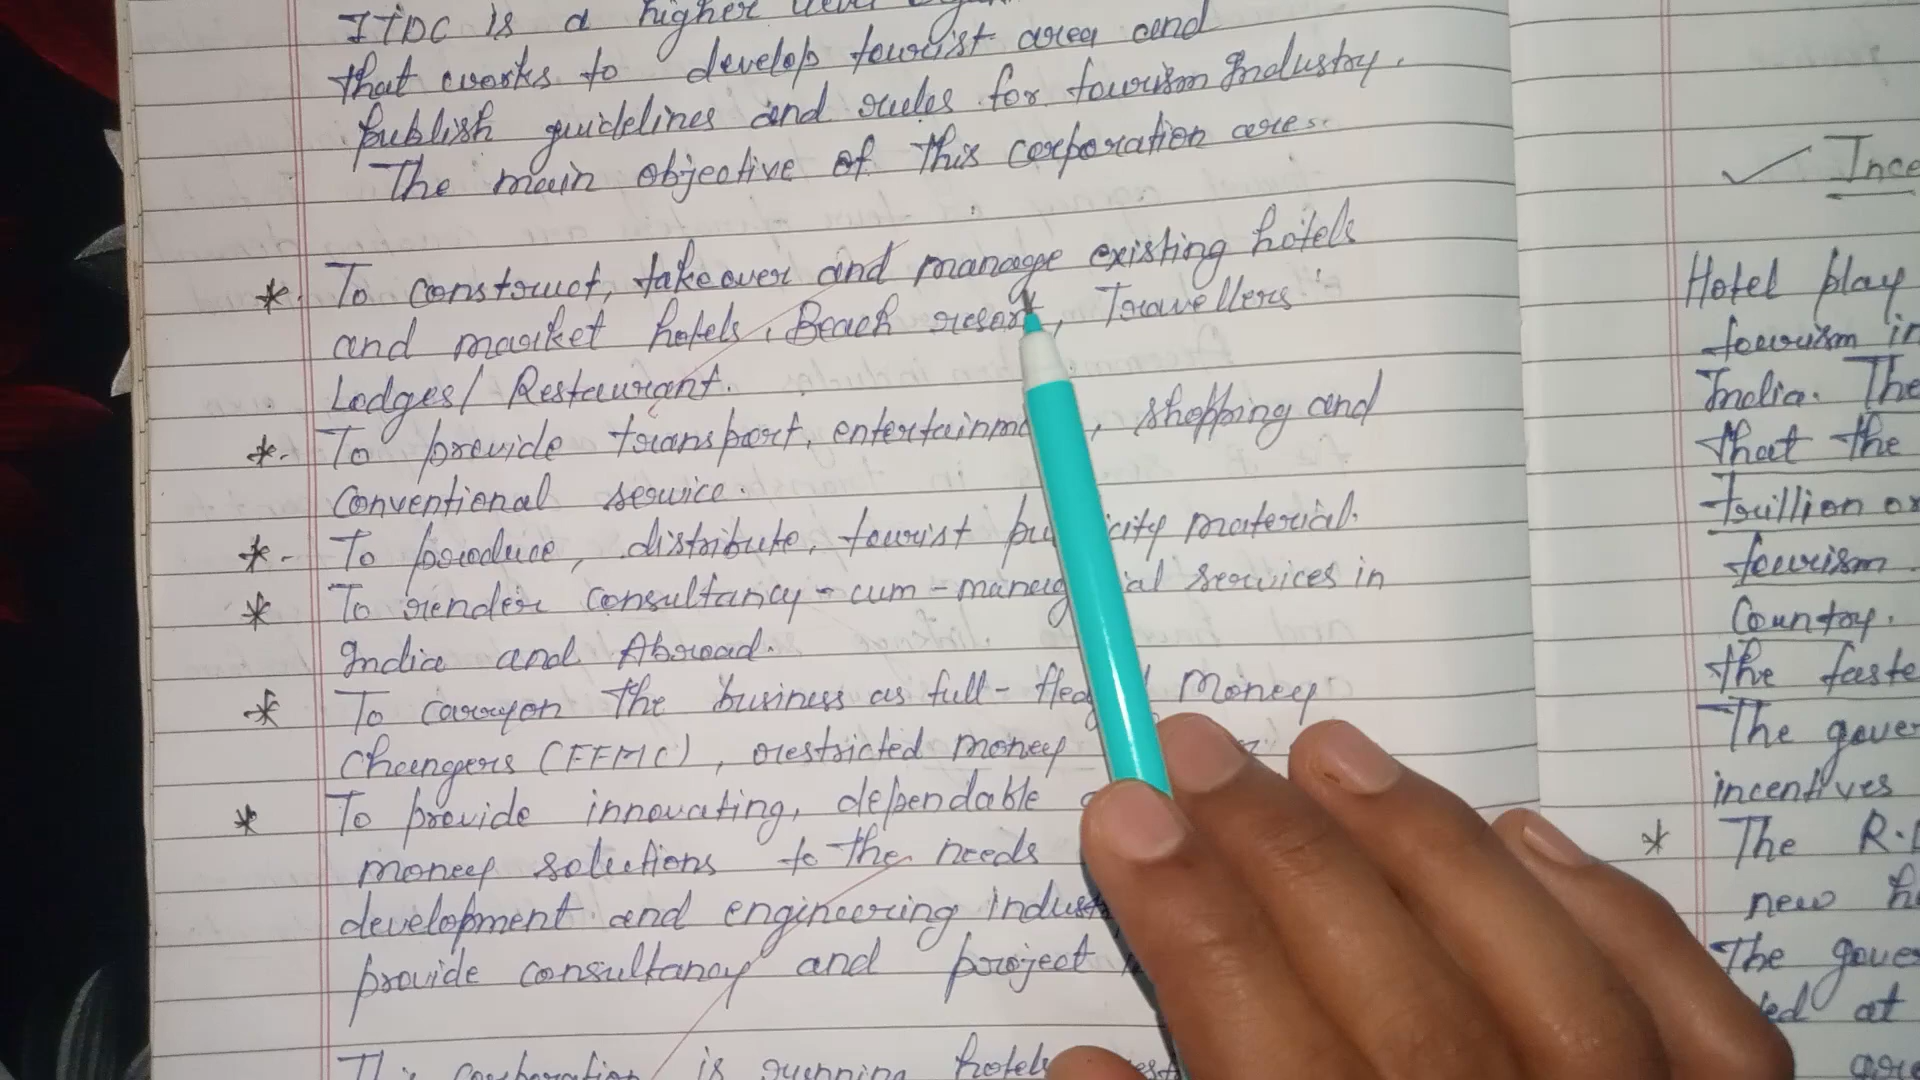 ITDC is a higher level
that works to develop tourist area and
publish guidelines and rules for tourism Industry.
The main objective of this corporation are :
* To construct, takeover and manage existing hotels
and market hotels, Beach resort, Travellers
Lodges/ Restaurant.
*- To provide transport, entertainment, shopping and
Conventional service.
*- To produce, distribute, tourist publicity material.
* To render consultancy - cum - managerial services in
India and Abroad.
* To carryon the business as full - fledged Money
Changers (FFMC), restricted money
* To provide innovating, dependable
money solutions to the needs
development and engineering
provide consultancy and project
corporation is running hotels
✓ Ince
Hotel play
tourism in
India. The
that the
trillion
tourism
Country.
the faste
The gover
incentives
* The R.
new h
The gover
at
are